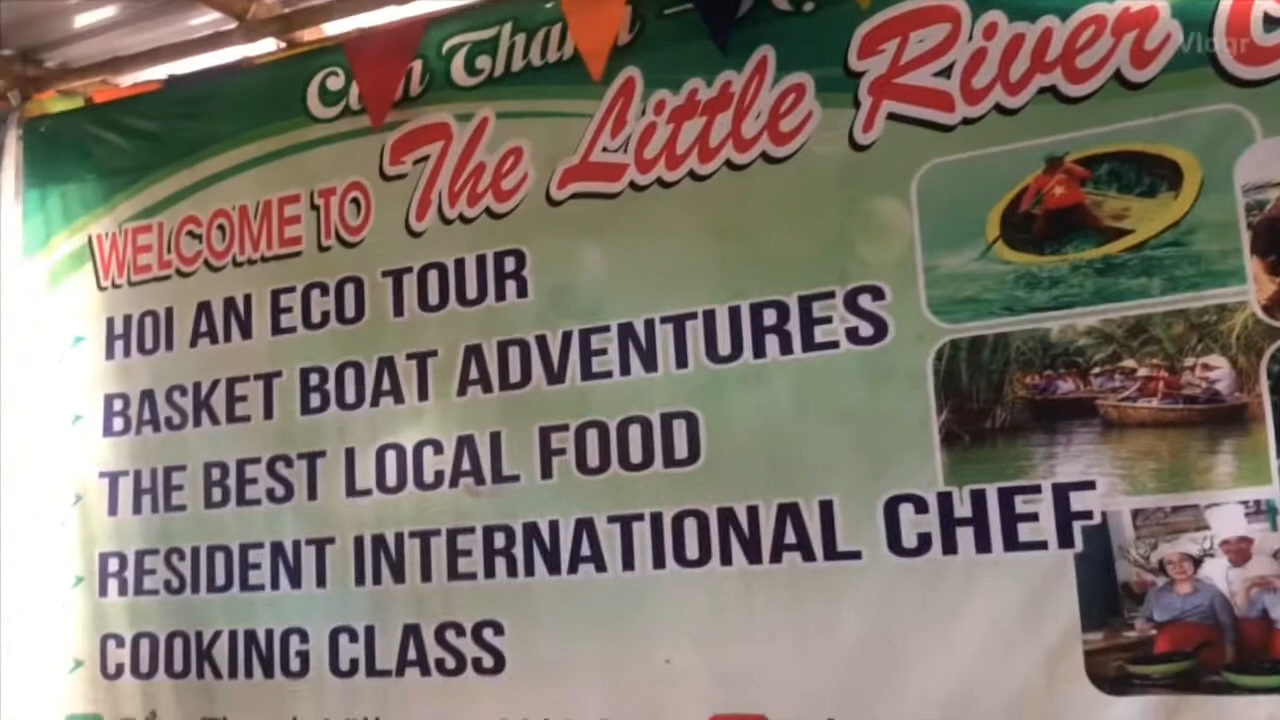 Thanh
WELCOME TO The Little River
HOI AN ECO TOUR
BASKET BOAT ADVENTURES
THE BEST LOCAL FOOD
RESIDENT INTERNATIONAL CHEF
COOKING CLASS